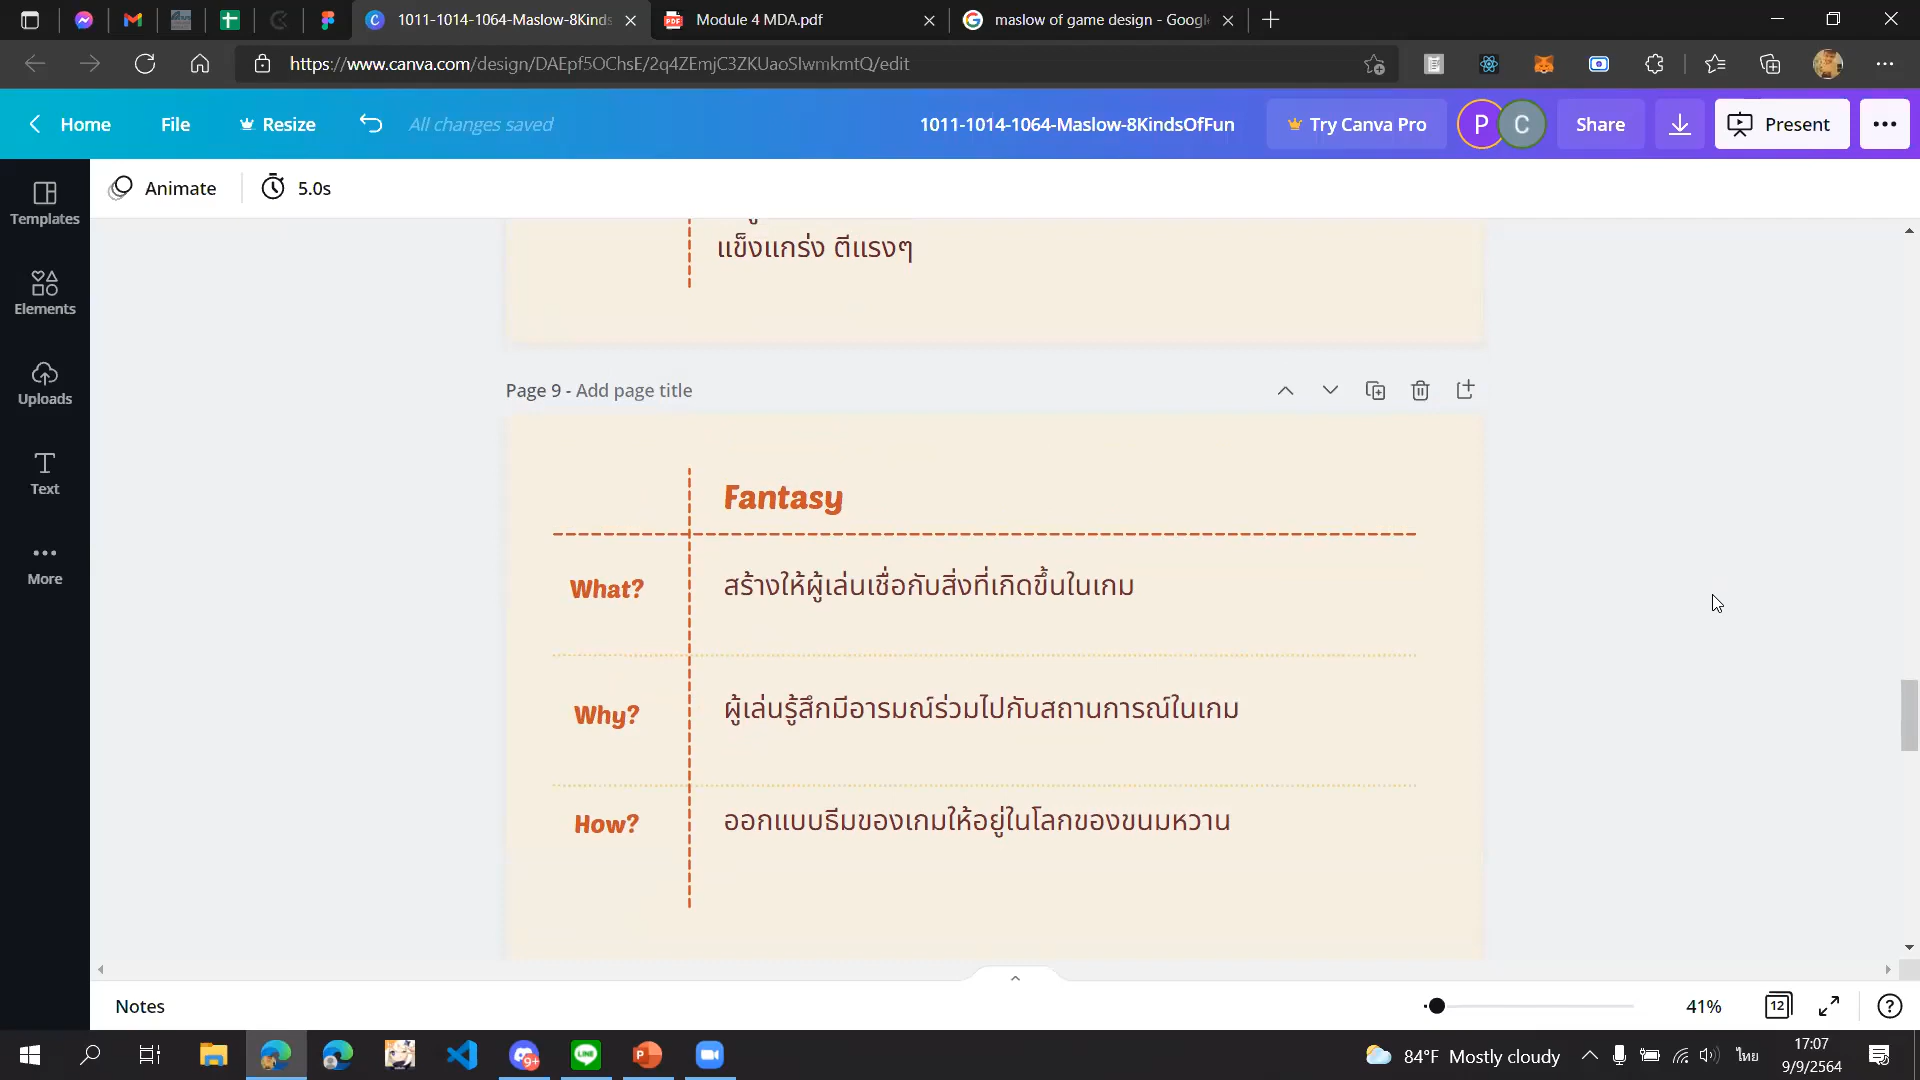 1011-1014-1064-Maslow-8Kinds
Module 4 MDA.pdf
maslow of game design - Googl
https://www.canva.com/design/DAEpf5OChsE/2q4ZEmjC3ZKUaoSlwmkmtQ/edit
Home
File
Resize
All changes saved
1011-1014-1064-Maslow-8KindsOfFun
Try Canva Pro
P
C
Share
Present
Templates
Elements
Uploads
Text
More
Animate
5.0s
แข็งแกร่ง ตีแรงๆ
Page 9 - Add page title
Fantasy
What?
สร้างให้ผู้เล่นเชื่อกับสิ่งที่เกิดขึ้นในเกม
Why?
ผู้เล่นรู้สึกมีอารมณ์ร่วมไปกับสถานการณ์ในเกม
How?
ออกแบบธีมของเกมให้อยู่ในโลกของขนมหวาน
Notes
41%
12
84°F Mostly cloudy
ไทย
17:07
9/9/2564